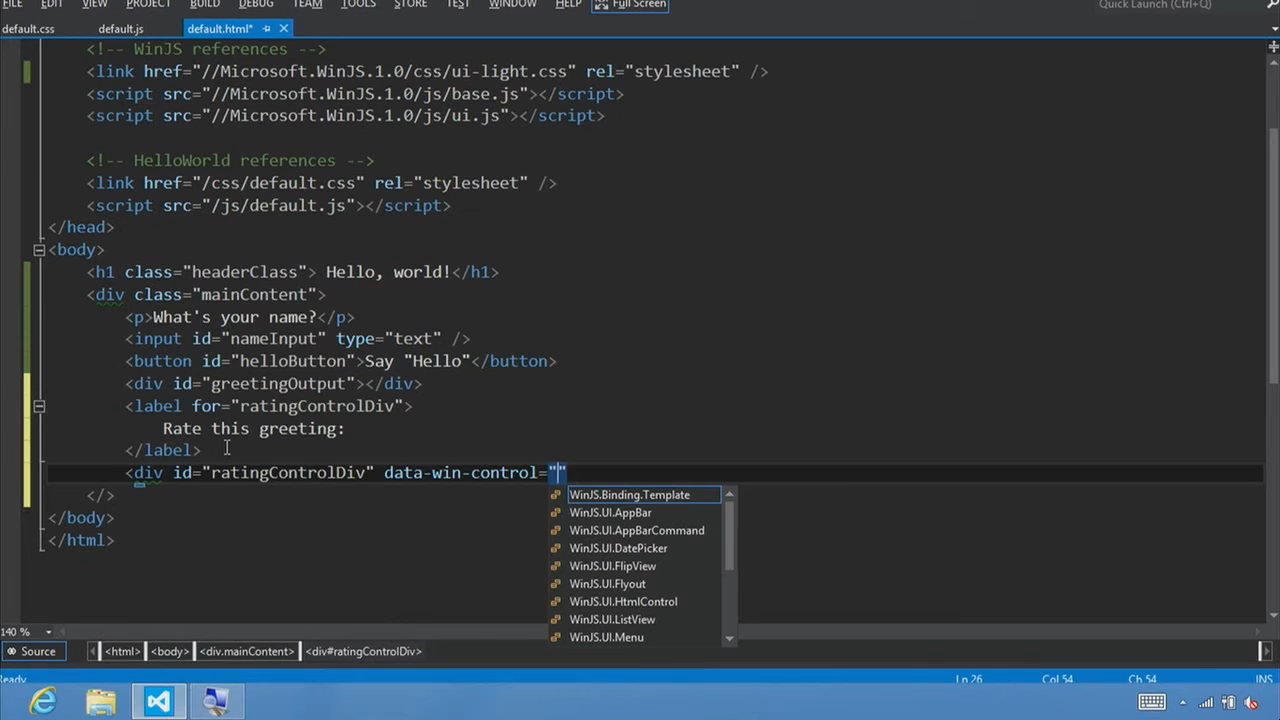 FILE EDIT VIEW PROJECT BUILD DEBUG TEAM TOOLS STORE TEST WINDOW HELP Full Screen Quick Launch (Ctrl+Q)
default.css default.js default.html*
<!-- WinJS references -->
<link href="//Microsoft.WinJS.1.0/css/ui-light.css" rel="stylesheet" />
<script src="//Microsoft.WinJS.1.0/js/base.js"></script>
<script src="//Microsoft.WinJS.1.0/js/ui.js"></script>
<!-- HelloWorld references -->
<link href="/css/default.css" rel="stylesheet" />
<script src="/js/default.js"></script>
</head>
<body>
<h1 class="headerClass"> Hello, world!</h1>
<div class="mainContent">
<p>What's your name?</p>
<input id="nameInput" type="text" />
<button id="helloButton">Say "Hello"</button>
<div id="greetingOutput"></div>
<label for="ratingControlDiv">
Rate this greeting:
</label>
<div id="ratingControlDiv" data-win-control=""
</>
</body>
</html>
WinJS.Binding.Template
WinJS.UI.AppBar
WinJS.UI.AppBarCommand
WinJS.UI.DatePicker
WinJS.UI.FlipView
WinJS.UI.Flyout
WinJS.UI.HtmlControl
WinJS.UI.ListView
WinJS.UI.Menu
140 %
Source <html> <body> <div.mainContent> <div#ratingControlDiv>
Ready Ln 26 Col 54 Ch 54 INS